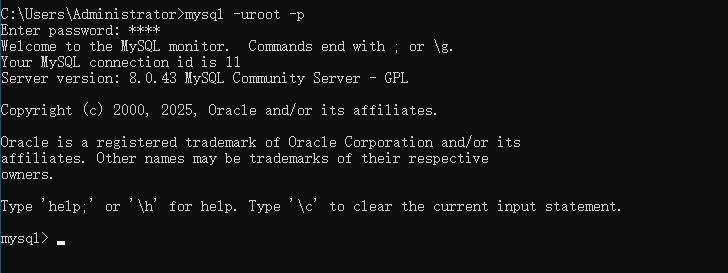 C:\Users\Administrator>mysql -uroot -p
Enter password: ****
Welcome to the MySQL monitor.  Commands end with ; or \g.
Your MySQL connection id is 11
Server version: 8.0.43 MySQL Community Server - GPL

Copyright (c) 2000, 2025, Oracle and/or its affiliates.

Oracle is a registered trademark of Oracle Corporation and/or its
affiliates. Other names may be trademarks of their respective
owners.

Type 'help;' or '\h' for help. Type '\c' to clear the current input statement.

mysql> _